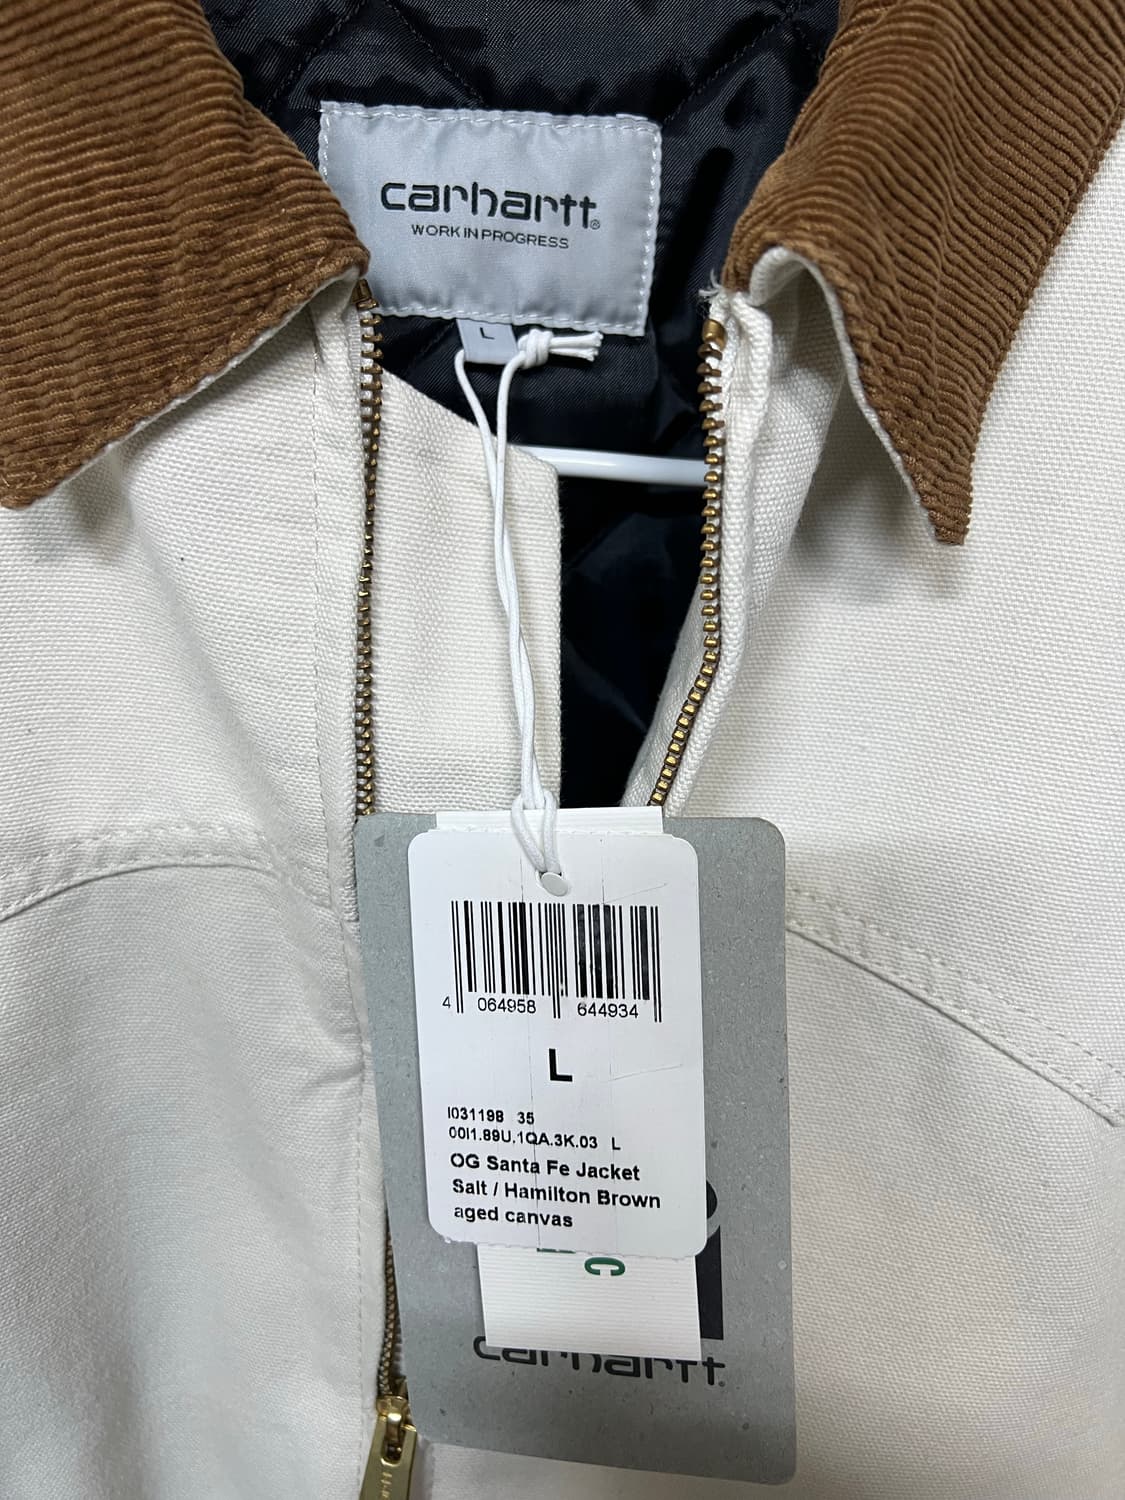 carhartt®
WORK IN PROGRESS
L
4 064958 644934
L
I031198 35
00I1.89U.1QA.3K.03 L
OG Santa Fe Jacket
Salt / Hamilton Brown
aged canvas
C
carhartt